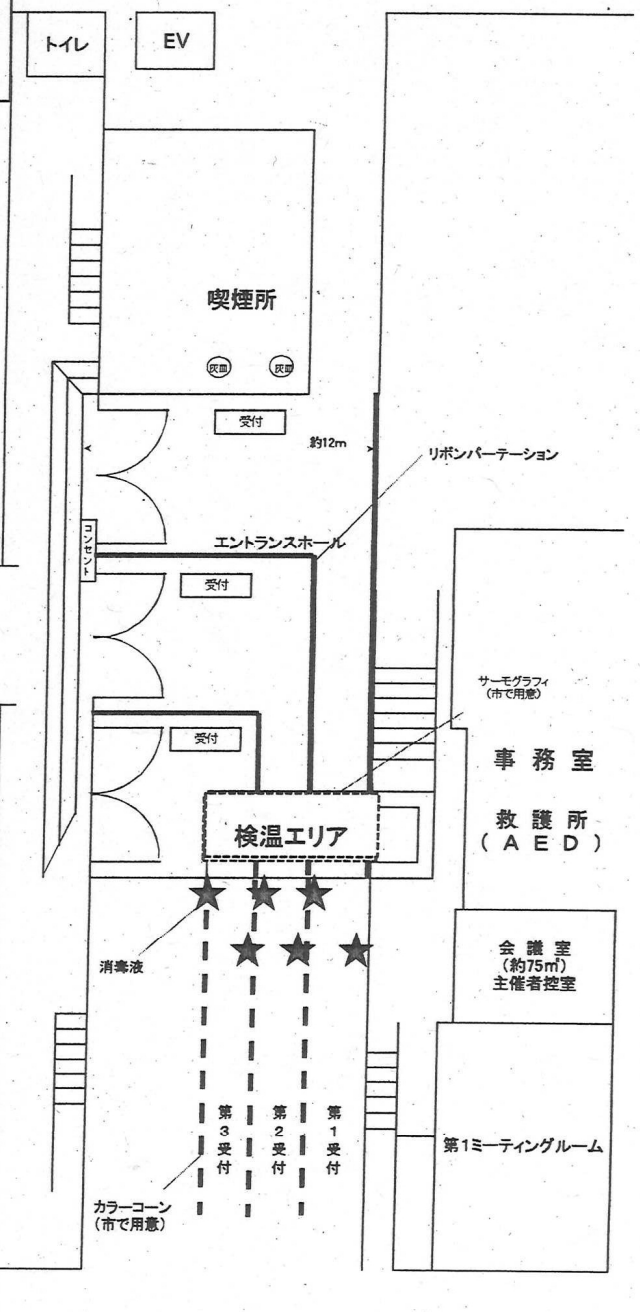 トイレ
EV
喫煙所
灰皿
灰皿
受付
約12m
リボンパーテーション
コンセント
エントランスホール
受付
サーモグラフィ
(市で用意)
受付
事務室
検温エリア
救護所
(AED)
消毒液
会議室
(約75㎡)
主催者控室
第3受付
第2受付
第1受付
第1ミーティングルーム
カラーコーン
(市で用意)